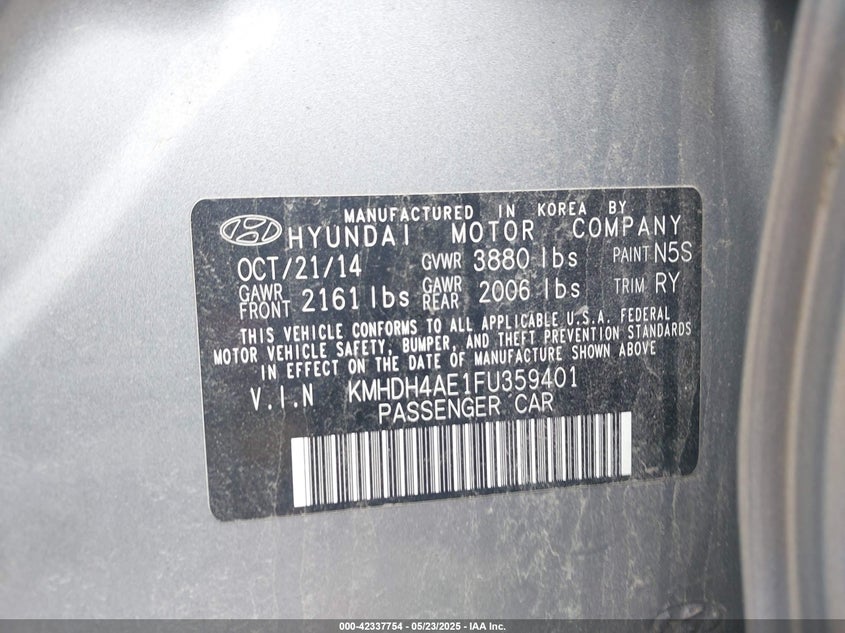 MANUFACTURED IN KOREA BY
HYUNDAI MOTOR COMPANY
OCT/21/14 GVWR 3880 lbs PAINT N5S
GAWR FRONT 2161 lbs GAWR REAR 2006 lbs TRIM RY
THIS VEHICLE CONFORMS TO ALL APPLICABLE U.S.A. FEDERAL
MOTOR VEHICLE SAFETY, BUMPER, AND THEFT PREVENTION STANDARDS
IN EFFECT ON THE DATE OF MANUFACTURE SHOWN ABOVE
V.I.N KMHDH4AE1FU359401
PASSENGER CAR
000-42337754 - 05/23/2025 - IAA Inc.